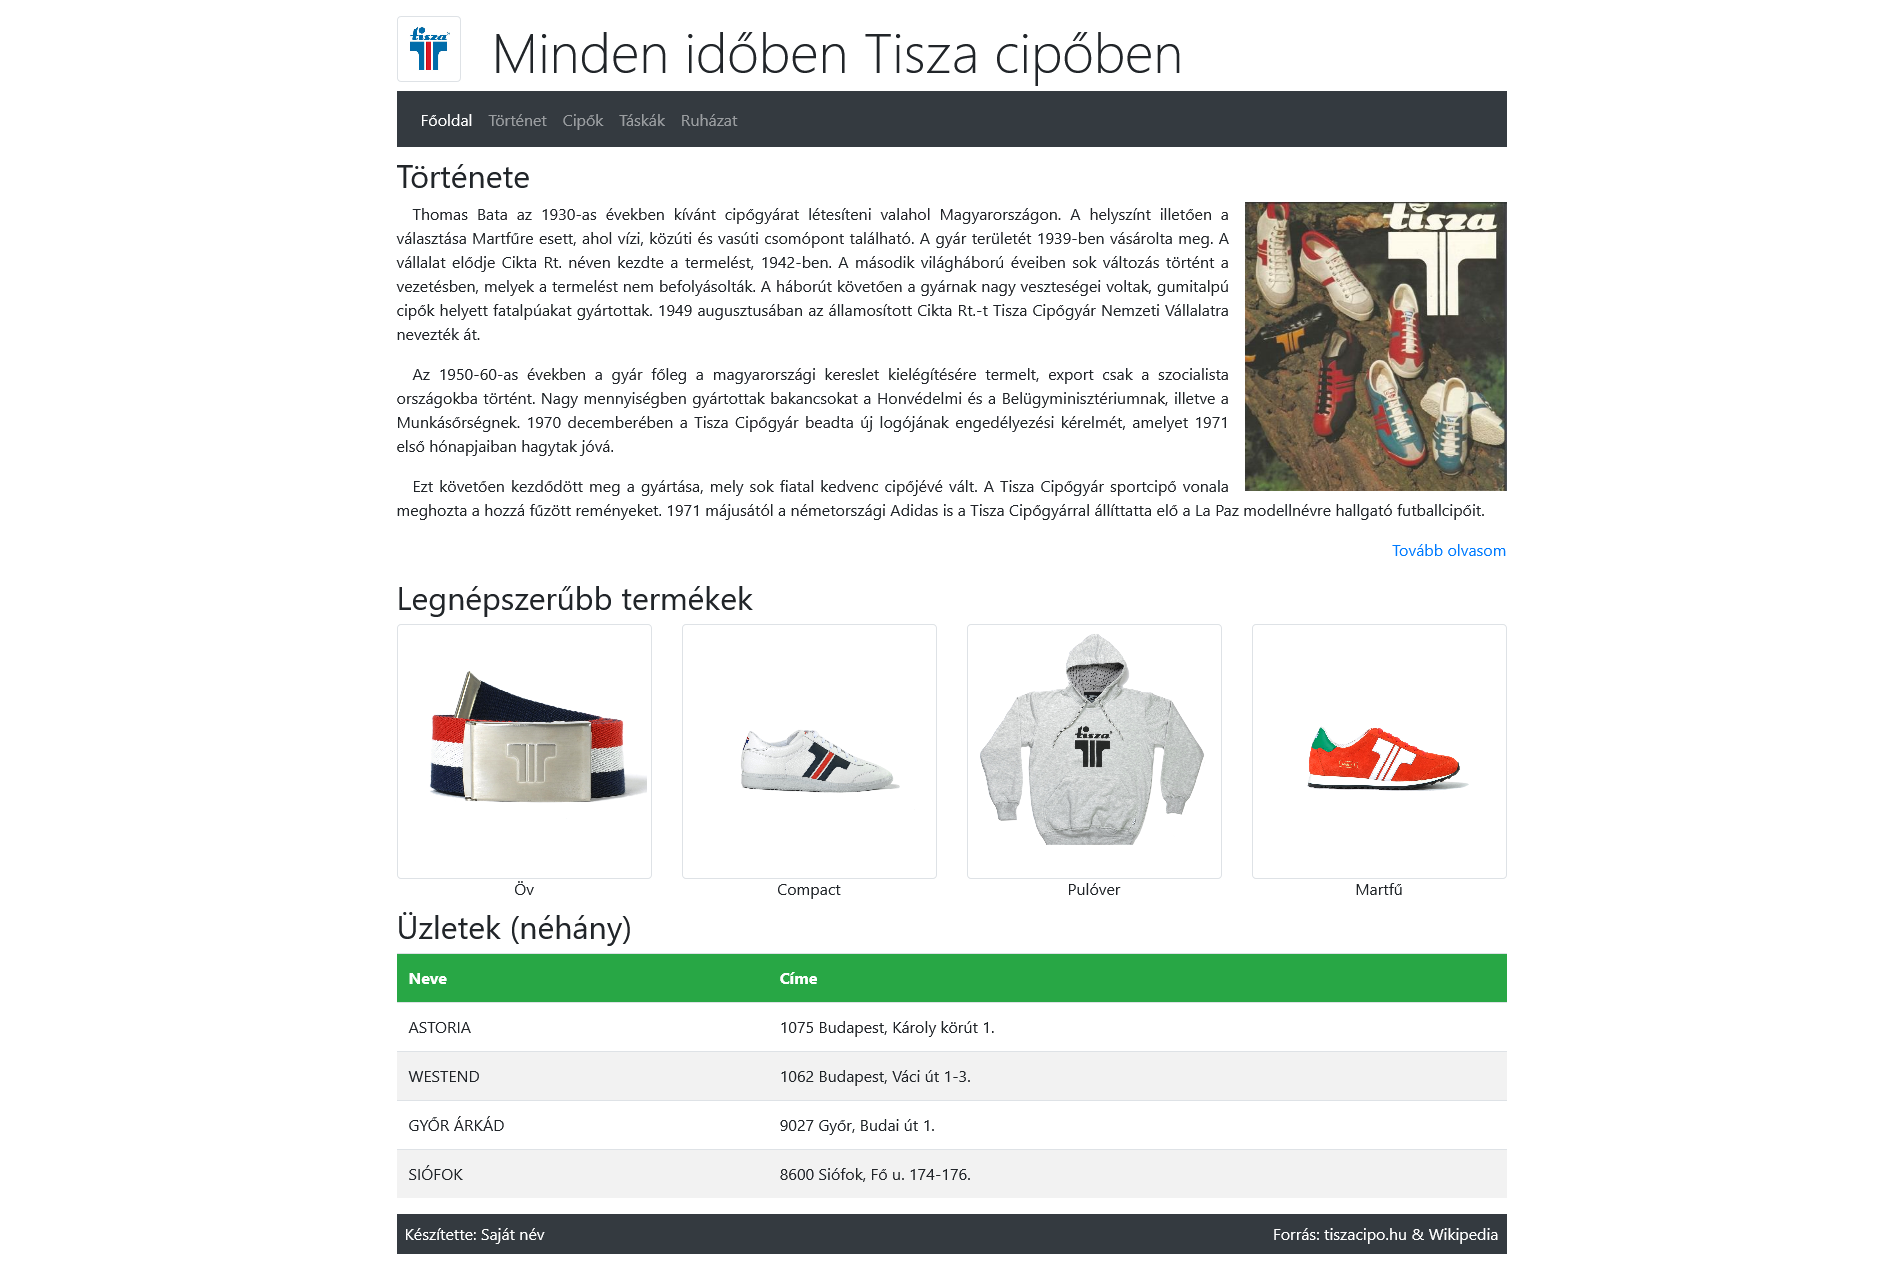 tisza
Minden időben Tisza cipőben
Főoldal Történet Cipők Táskák Ruházat
Története
Thomas Bata az 1930-as években kívánt cipőgyárat létesíteni valahol Magyarországon. A helyszínt illetően a
választása Martfűre esett, ahol vízi, közúti és vasúti csomópont található. A gyár területét 1939-ben vásárolta meg. A
vállalat elődje Cikta Rt. néven kezdte a termelést, 1942-ben. A második világháború éveiben sok változás történt a
vezetésben, melyek a termelést nem befolyásolták. A háborút követően a gyárnak nagy veszteségei voltak, gumitalpú
cipők helyett fatalpúakat gyártottak. 1949 augusztusában az államosított Cikta Rt.-t Tisza Cipőgyár Nemzeti Vállalatra
nevezték át.
tisza
Az 1950-60-as években a gyár főleg a magyarországi kereslet kielégítésére termelt, export csak a szocialista
országokba történt. Nagy mennyiségben gyártottak bakancsokat a Honvédelmi és a Belügyminisztériumnak, illetve a
Munkásőrségnek. 1970 decemberében a Tisza Cipőgyár beadta új logójának engedélyezési kérelmét, amelyet 1971
első hónapjaiban hagytak jóvá.
Ezt követően kezdődött meg a gyártása, mely sok fiatal kedvenc cipőjévé vált. A Tisza Cipőgyár sportcipő vonala
meghozta a hozzá fűzött reményeket. 1971 májusától a németországi Adidas is a Tisza Cipőgyárral állíttatta elő a La Paz modellnévre hallgató futballcipőit.
Tovább olvasom
Legnépszerűbb termékek
tisza
Öv Compact Pulóver Martfű
Üzletek (néhány)
Neve Címe
ASTORIA 1075 Budapest, Károly körút 1.
WESTEND 1062 Budapest, Váci út 1-3.
GYŐR ÁRKÁD 9027 Győr, Budai út 1.
SIÓFOK 8600 Siófok, Fő u. 174-176.
Készítette: Saját név Forrás: tiszacipo.hu & Wikipedia